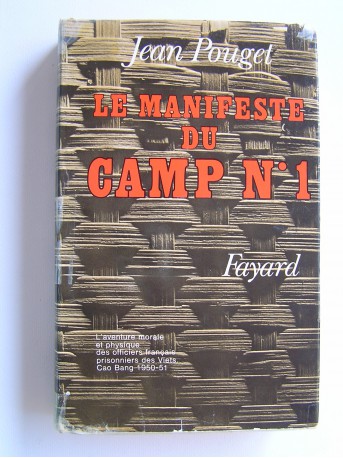 Jean Pouget
LE MANIFESTE
DU
CAMP N°1
Fayard
L'aventure morale
et physique
des officiers français
prisonniers des Viets.
Cao Bang 1950-51